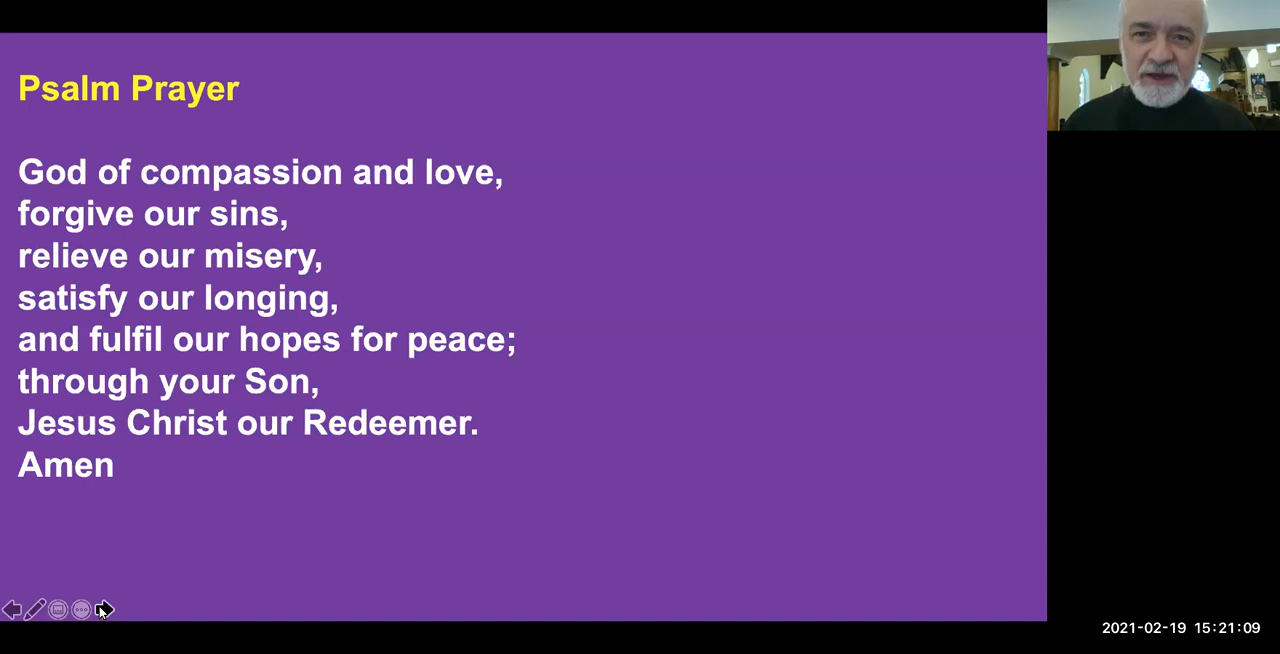 Psalm Prayer
God of compassion and love,
forgive our sins,
relieve our misery,
satisfy our longing,
and fulfil our hopes for peace;
through your Son,
Jesus Christ our Redeemer.
Amen
2021-02-19 15:21:09